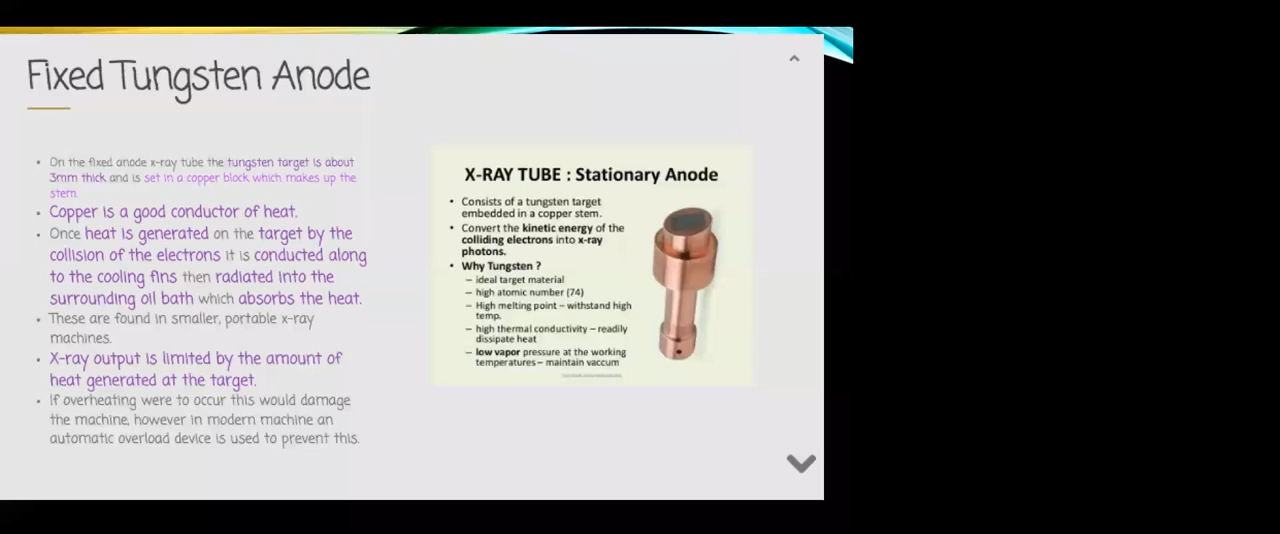 Fixed Tungsten Anode
• On the fixed anode x-ray tube the tungsten target is about
3mm thick and is set in a copper block which makes up the
stem.
• Copper is a good conductor of heat.
• Once heat is generated on the target by the
collision of the electrons it is conducted along
to the cooling fins then radiated into the
surrounding oil bath which absorbs the heat.
• These are found in smaller, portable x-ray
machines.
• X-ray output is limited by the amount of
heat generated at the target.
• If overheating were to occur this would damage
the machine, however in modern machine an
automatic overload device is used to prevent this.
X-RAY TUBE : Stationary Anode
• Consists of a tungsten target
embedded in a copper stem.
• Convert the kinetic energy of the
colliding electrons into x-ray
photons.
• Why Tungsten ?
– ideal target material
– high atomic number (74)
– High melting point – withstand high
temp.
– high thermal conductivity – readily
dissipate heat
– low vapor pressure at the working
temperatures – maintain vaccum